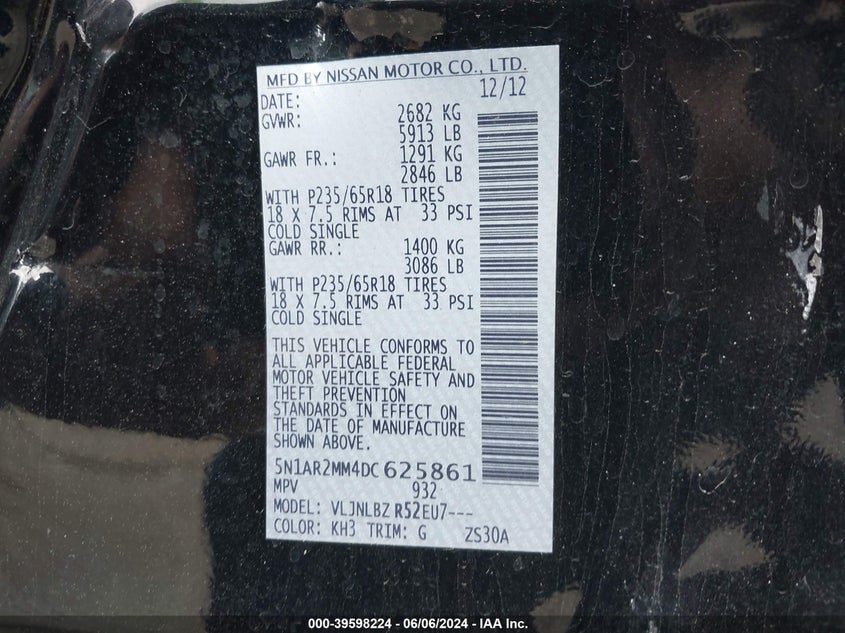 MFD BY NISSAN MOTOR CO., LTD.
DATE: 12/12
GVWR: 2682 KG
5913 LB
GAWR FR.: 1291 KG
2846 LB
WITH P235/65R18 TIRES
18 X 7.5 RIMS AT 33 PSI
COLD SINGLE
GAWR RR.: 1400 KG
3086 LB
WITH P235/65R18 TIRES
18 X 7.5 RIMS AT 33 PSI
COLD SINGLE
THIS VEHICLE CONFORMS TO
ALL APPLICABLE FEDERAL
MOTOR VEHICLE SAFETY AND
THEFT PREVENTION
STANDARDS IN EFFECT ON
THE DATE OF MANUFACTURE
SHOWN ABOVE.
5N1AR2MM4DC625861
MPV 932
MODEL: VLJNLBZ R52EU7---
COLOR: KH3 TRIM: G ZS30A
000-39598224 - 06/06/2024 - IAA Inc.